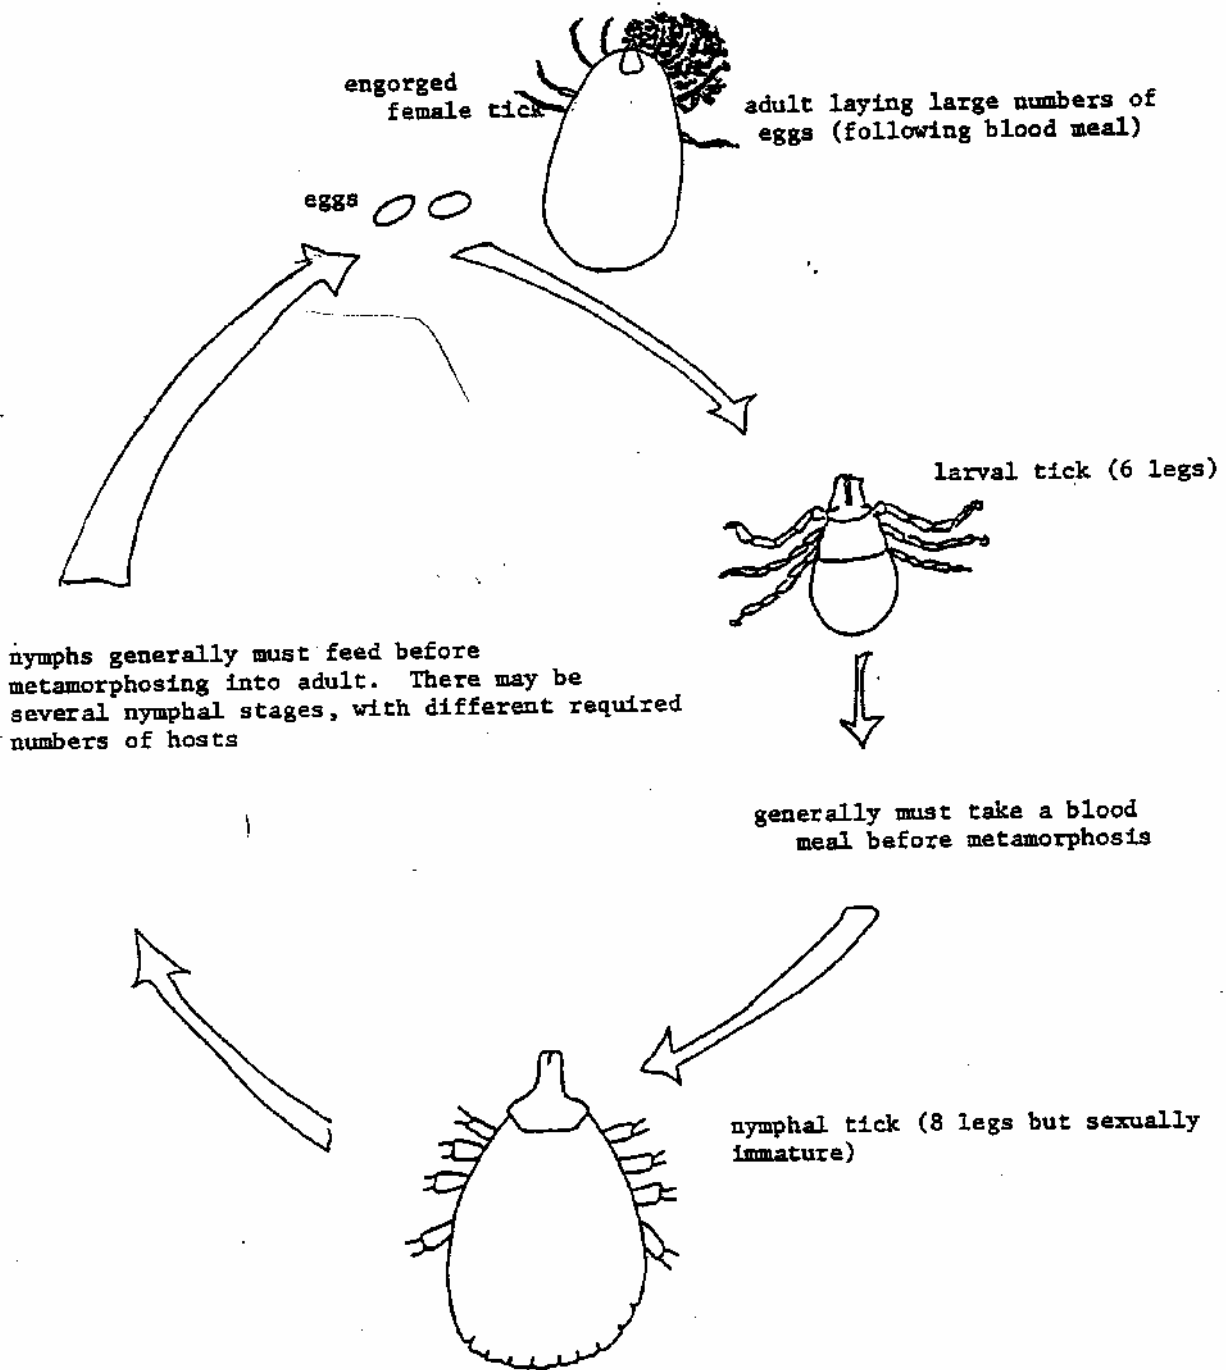 engorged
female tick
adult laying large numbers of
eggs (following blood meal)
eggs
larval tick (6 legs)
nymphs generally must feed before
metamorphosing into adult. There may be
several nymphal stages, with different required
numbers of hosts
generally must take a blood
meal before metamorphosis
nymphal tick (8 legs but sexually
immature)